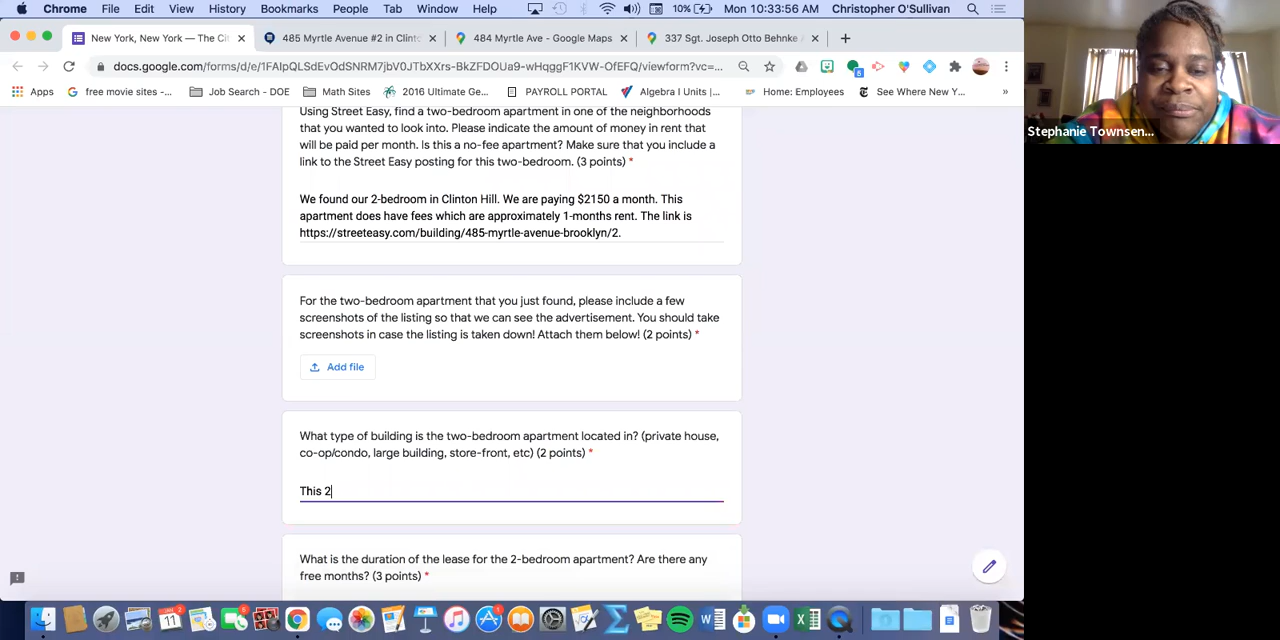 Chrome File Edit View History Bookmarks People Tab Window Help 10% Mon 10:33:56 AM Christopher O'Sullivan
New York, New York — The Cit
485 Myrtle Avenue #2 in Clinto
484 Myrtle Ave - Google Maps
337 Sgt. Joseph Otto Behnke A
docs.google.com/forms/d/e/
Apps free movie sites -... Job Search - DOE Math Sites 2016 Ultimate Ge... PAYROLL PORTAL Algebra I Units |... Home: Employees See Where New Y... »
Using Street Easy, find a two-bedroom apartment in one of the neighborhoods
that you wanted to look into. Please indicate the amount of money in rent that
will be paid per month. Is this a no-fee apartment? Make sure that you include a
link to the Street Easy posting for this two-bedroom. (3 points) *
We found our 2-bedroom in Clinton Hill. We are paying $2150 a month. This
apartment does have fees which are approximately 1-months rent. The link is
https://streeteasy.com/building/485-myrtle-avenue-brooklyn/2.
For the two-bedroom apartment that you just found, please include a few
screenshots of the listing so that we can see the advertisement. You should take
screenshots in case the listing is taken down! Attach them below! (2 points) *
Add file
What type of building is the two-bedroom apartment located in? (private house,
co-op/condo, large building, store-front, etc) (2 points) *
This 2
What is the duration of the lease for the 2-bedroom apartment? Are there any
free months? (3 points) *
Stephanie Townsen...